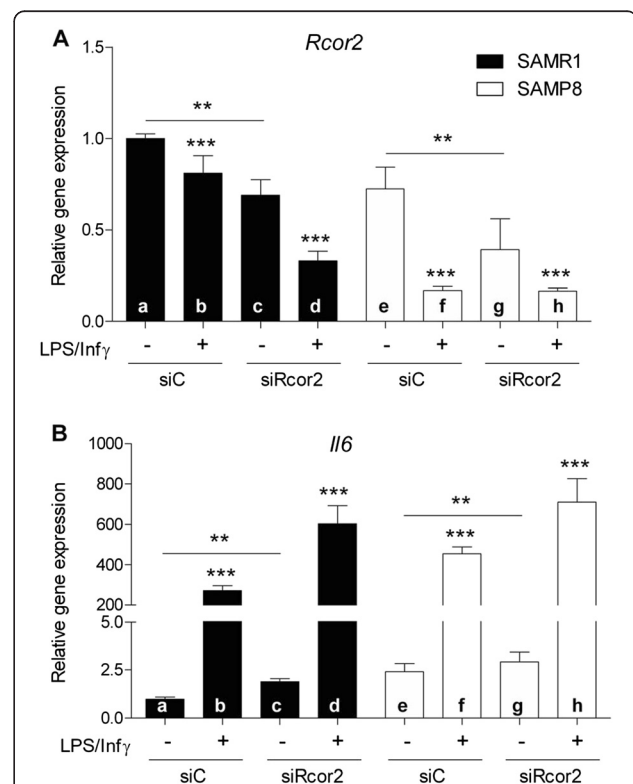 A Rcor2
1.5
** SAMR1
SAMP8
*** **
1.0
Relative gene expression
0.5
*** *** ***
0.0
a b c d e f g h
LPS/Infγ - + - + - + - +
siC siRcor2 siC siRcor2
B Il6
1000
***
800
*** **
600
** ***
400
***
200
Relative gene expression
5.0
2.5
0.0
a b c d e f g h
LPS/Infγ - + - + - + - +
siC siRcor2 siC siRcor2